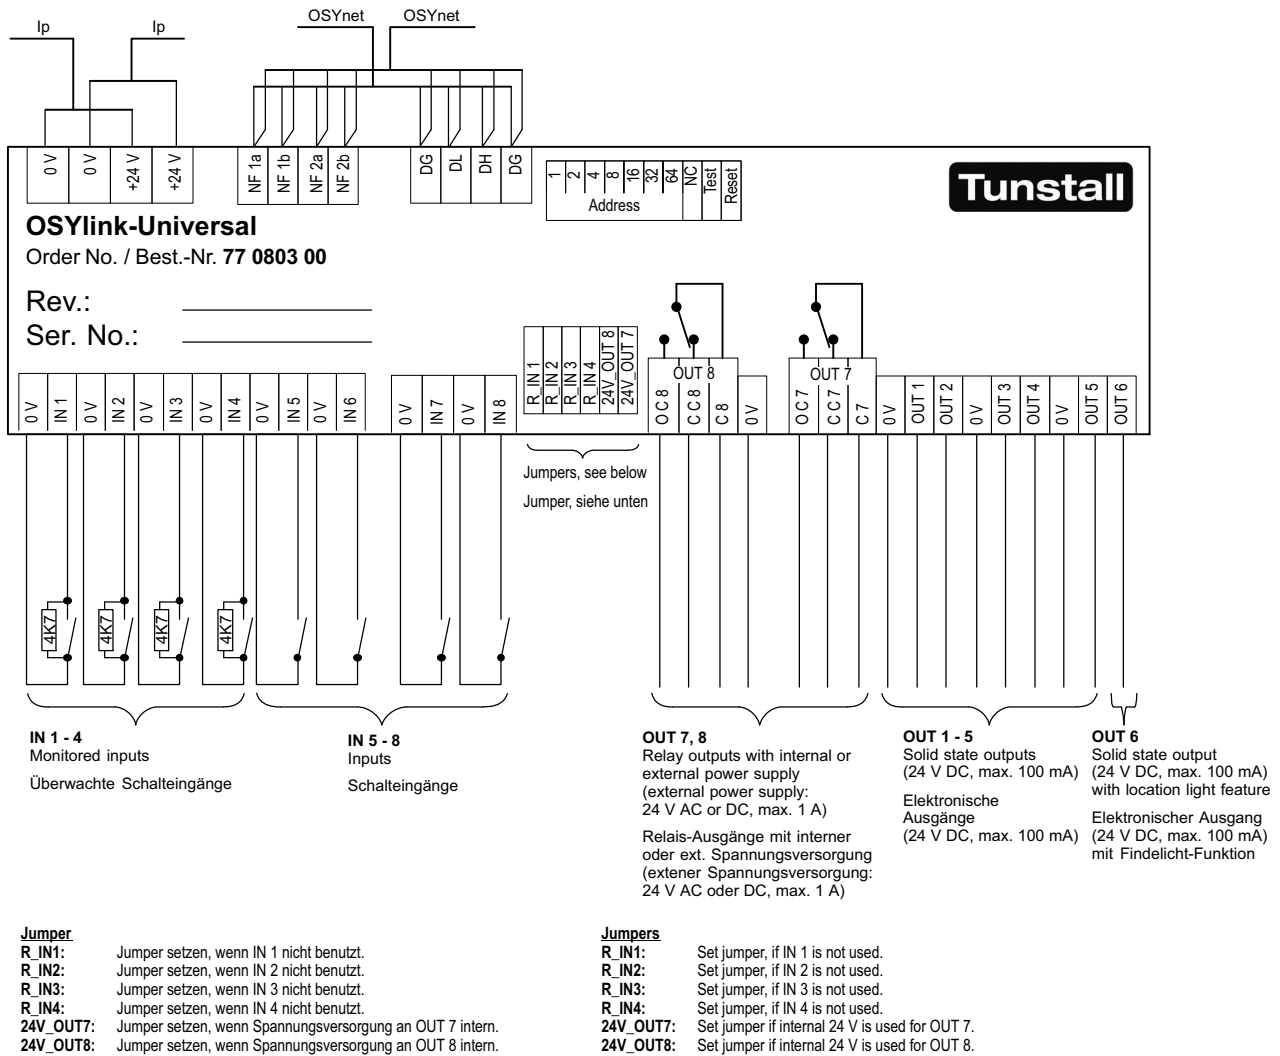 Ip
Ip
OSYnet
OSYnet
0 V
0 V
+24 V
+24 V
NF 1a
NF 1b
NF 2a
NF 2b
DG
DL
DH
DG
1
2
4
8
16
32
64
NC
Test
Reset
Address
Tunstall
OSYlink-Universal
Order No. / Best.-Nr. 77 0803 00
Rev.:
Ser. No.:
R_IN 1
R_IN 2
R_IN 3
R_IN 4
24V_OUT 8
24V_OUT 7
OUT 8
OUT 7
0 V
IN 1
0 V
IN 2
0 V
IN 3
0 V
IN 4
0 V
IN 5
0 V
IN 6
0 V
IN 7
0 V
IN 8
O C 8
C C 8
C 8
0 V
O C 7
C C 7
C 7
0 V
OUT 1
OUT 2
0 V
OUT 3
OUT 4
0 V
OUT 5
OUT 6
Jumpers, see below
Jumper, siehe unten
4K7
4K7
4K7
4K7
IN 1 - 4
Monitored inputs
Überwachte Schalteingänge
IN 5 - 8
Inputs
Schalteingänge
OUT 7, 8
Relay outputs with internal or
external power supply
(external power supply:
24 V AC or DC, max. 1 A)
Relais-Ausgänge mit interner
oder ext. Spannungsversorgung
(extener Spannungsversorgung:
24 V AC oder DC, max. 1 A)
OUT 1 - 5
Solid state outputs
(24 V DC, max. 100 mA)
Elektronische
Ausgänge
(24 V DC, max. 100 mA)
OUT 6
Solid state output
(24 V DC, max. 100 mA)
with location light feature
Elektronischer Ausgang
(24 V DC, max. 100 mA)
mit Findelicht-Funktion
Jumper
R_IN1: Jumper setzen, wenn IN 1 nicht benutzt.
R_IN2: Jumper setzen, wenn IN 2 nicht benutzt.
R_IN3: Jumper setzen, wenn IN 3 nicht benutzt.
R_IN4: Jumper setzen, wenn IN 4 nicht benutzt.
24V_OUT7: Jumper setzen, wenn Spannungsversorgung an OUT 7 intern.
24V_OUT8: Jumper setzen, wenn Spannungsversorgung an OUT 8 intern.
Jumpers
R_IN1: Set jumper, if IN 1 is not used.
R_IN2: Set jumper, if IN 2 is not used.
R_IN3: Set jumper, if IN 3 is not used.
R_IN4: Set jumper, if IN 4 is not used.
24V_OUT7: Set jumper if internal 24 V is used for OUT 7.
24V_OUT8: Set jumper if internal 24 V is used for OUT 8.